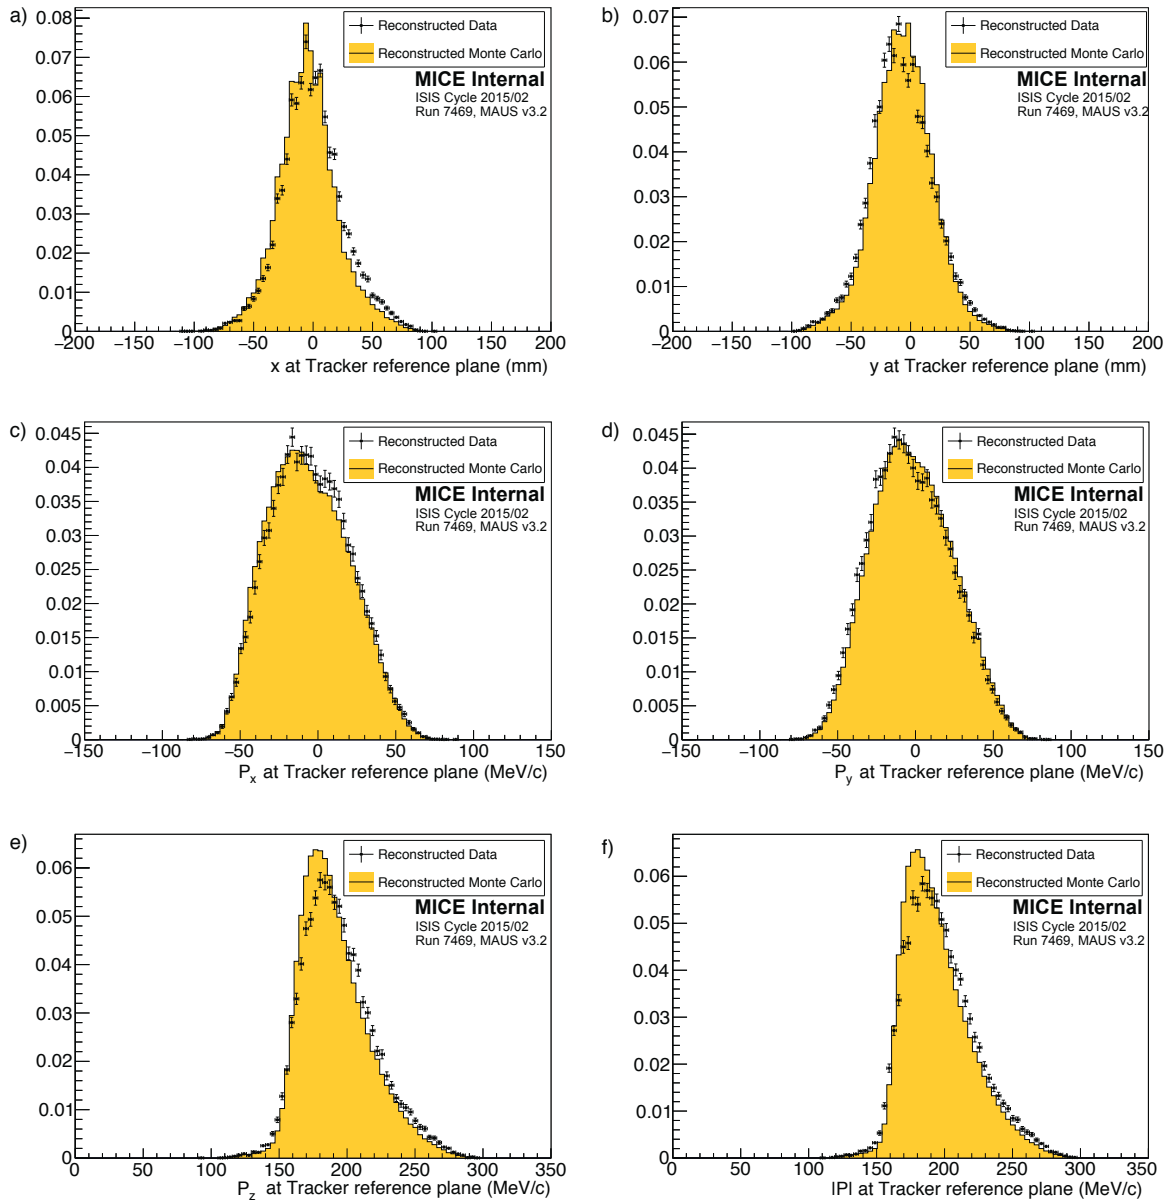 a)
0.08
0.07
0.06
0.05
0.04
0.03
0.02
0.01
0
−200 −150 −100 −50 0 50 100 150 200
x at Tracker reference plane (mm)
Reconstructed Data
Reconstructed Monte Carlo
MICE Internal
ISIS Cycle 2015/02
Run 7469, MAUS v3.2
b)
0.07
0.06
0.05
0.04
0.03
0.02
0.01
0
−200 −150 −100 −50 0 50 100 150 200
y at Tracker reference plane (mm)
Reconstructed Data
Reconstructed Monte Carlo
MICE Internal
ISIS Cycle 2015/02
Run 7469, MAUS v3.2
c)
0.045
0.04
0.035
0.03
0.025
0.02
0.015
0.01
0.005
0
−150 −100 −50 0 50 100 150
Px at Tracker reference plane (MeV/c)
Reconstructed Data
Reconstructed Monte Carlo
MICE Internal
ISIS Cycle 2015/02
Run 7469, MAUS v3.2
d)
0.045
0.04
0.035
0.03
0.025
0.02
0.015
0.01
0.005
0
−150 −100 −50 0 50 100 150
Py at Tracker reference plane (MeV/c)
Reconstructed Data
Reconstructed Monte Carlo
MICE Internal
ISIS Cycle 2015/02
Run 7469, MAUS v3.2
e)
0.06
0.05
0.04
0.03
0.02
0.01
0
0 50 100 150 200 250 300 350
Pz at Tracker reference plane (MeV/c)
Reconstructed Data
Reconstructed Monte Carlo
MICE Internal
ISIS Cycle 2015/02
Run 7469, MAUS v3.2
f)
0.06
0.05
0.04
0.03
0.02
0.01
0
0 50 100 150 200 250 300 350
|P| at Tracker reference plane (MeV/c)
Reconstructed Data
Reconstructed Monte Carlo
MICE Internal
ISIS Cycle 2015/02
Run 7469, MAUS v3.2